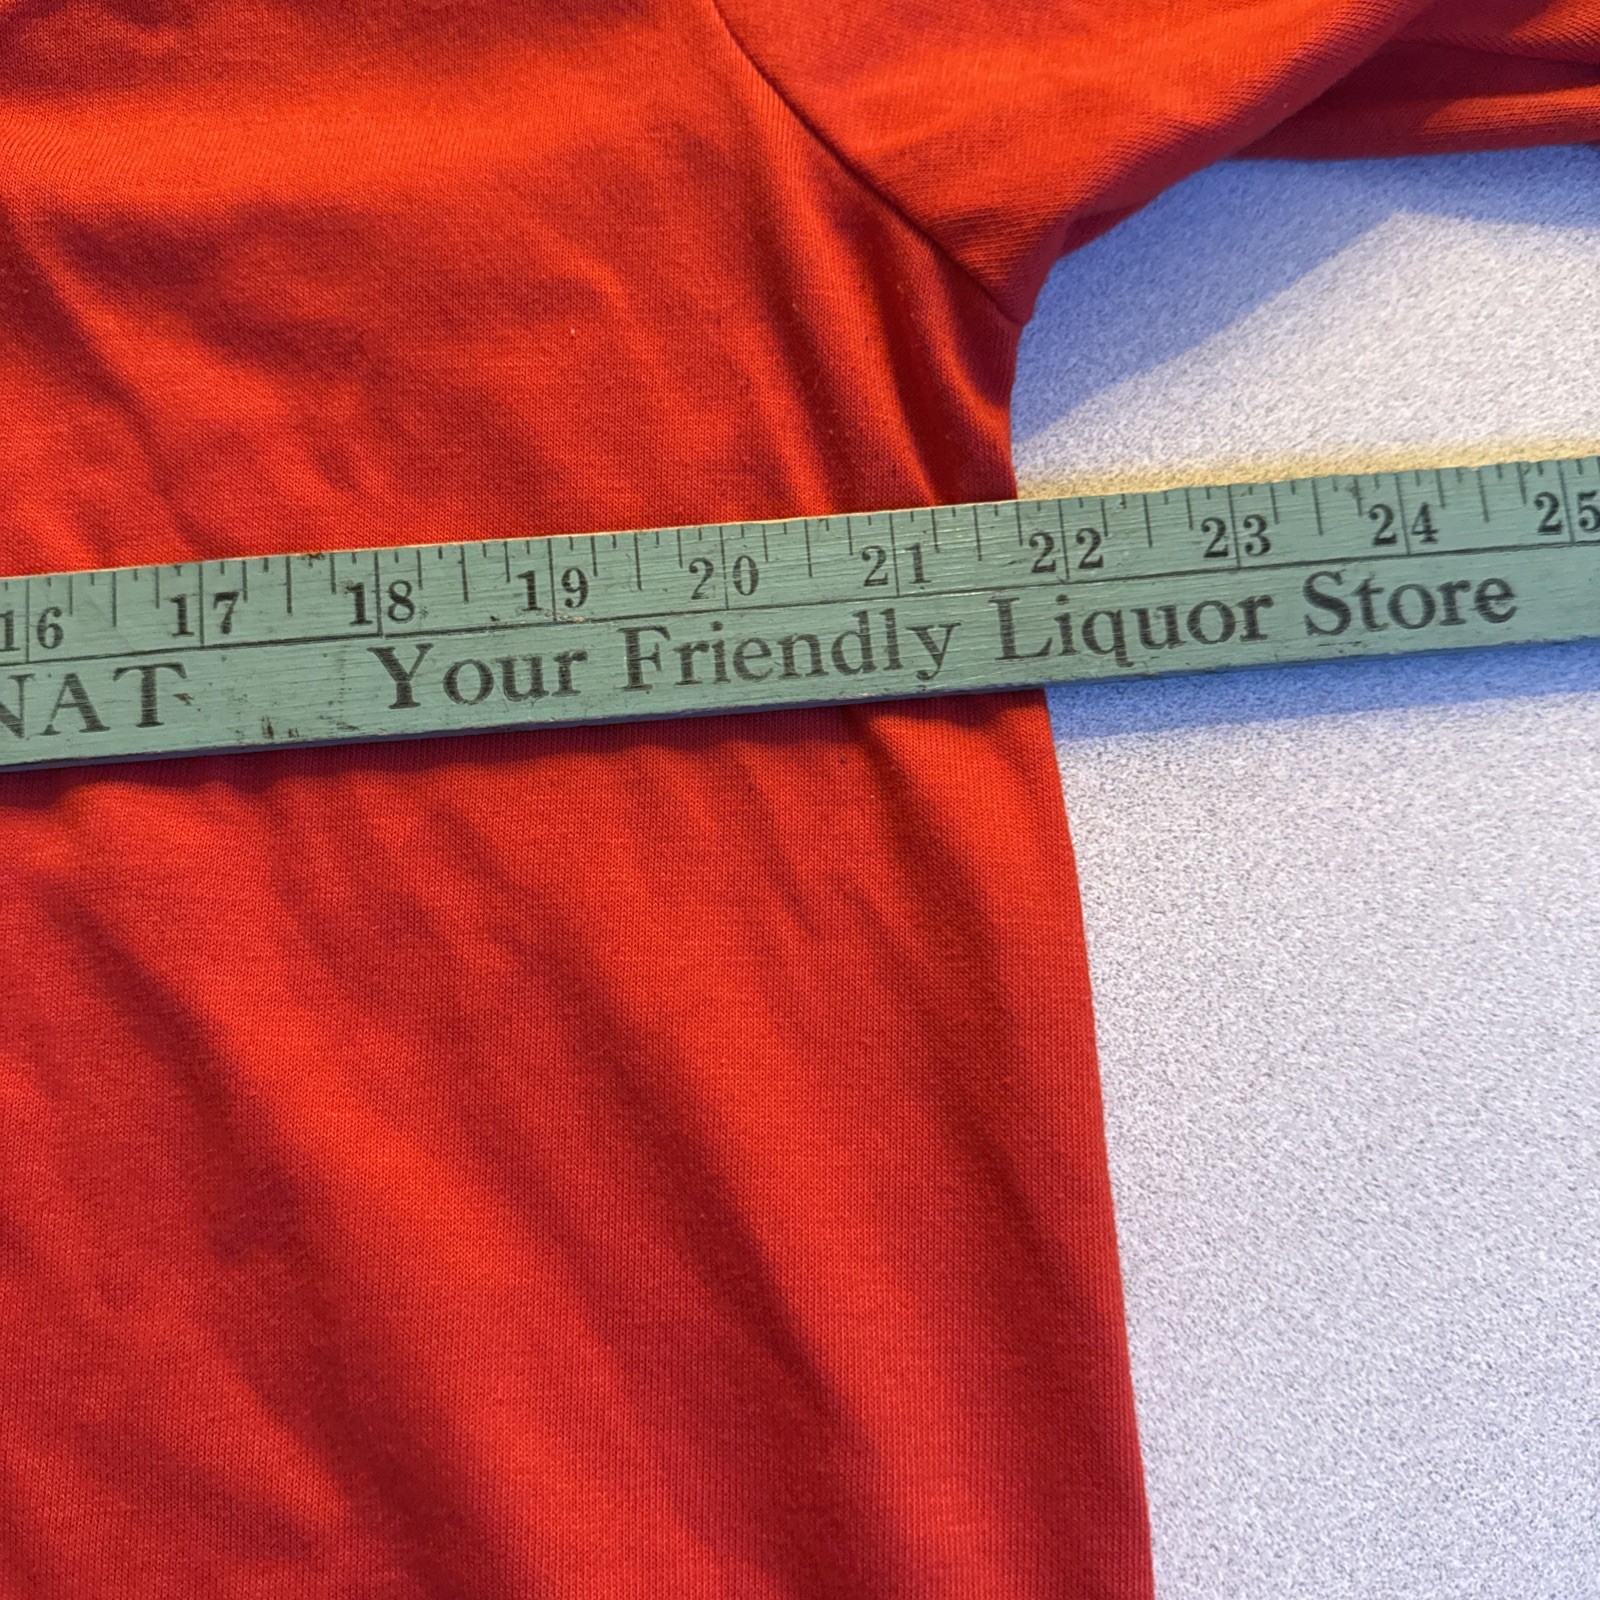 16 17 18 19 20 21 22 23 24 25
NAT Your Friendly Liquor Store